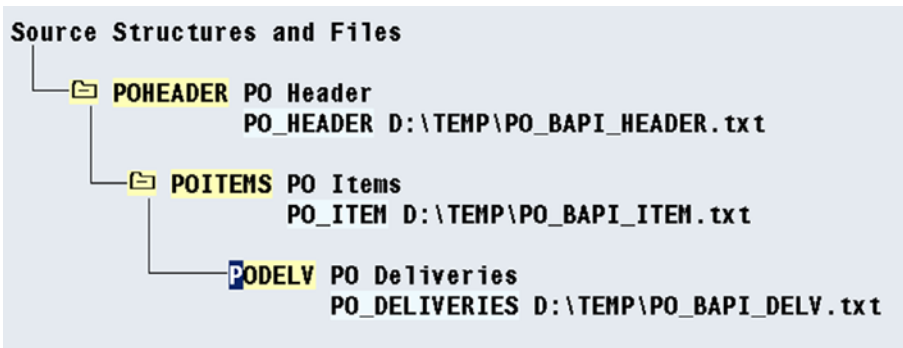 Source Structures and Files
POHEADER PO Header
PO_HEADER D:\TEMP\PO_BAPI_HEADER.txt
POITEMS PO Items
PO_ITEM D:\TEMP\PO_BAPI_ITEM.txt
PODELV PO Deliveries
PO_DELIVERIES D:\TEMP\PO_BAPI_DELV.txt